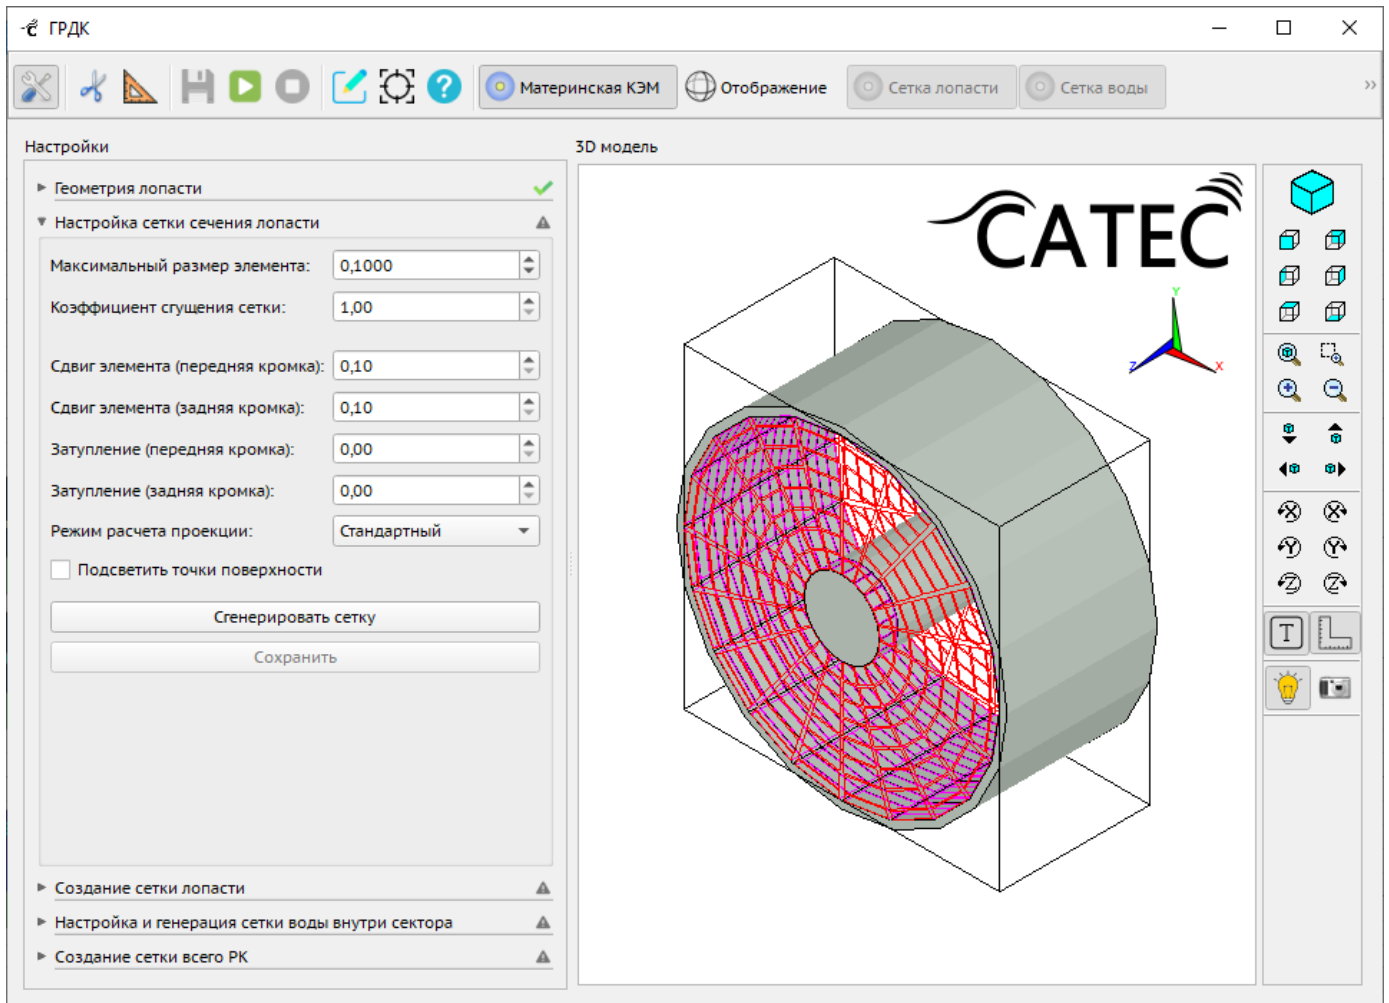 ГРДК
Материнская КЭМ
Отображение
Сетка лопасти
Сетка воды
Настройки
3D модель
Геометрия лопасти
Настройка сетки сечения лопасти
Максимальный размер элемента: 0,1000
Коэффициент сгущения сетки: 1,00
Сдвиг элемента (передняя кромка): 0,10
Сдвиг элемента (задняя кромка): 0,10
Затупление (передняя кромка): 0,00
Затупление (задняя кромка): 0,00
Режим расчета проекции: Стандартный
Подсветить точки поверхности
Сгенерировать сетку
Сохранить
Создание сетки лопасти
Настройка и генерация сетки воды внутри сектора
Создание сетки всего РК
CATEC
Y
Z
X
X
X
Y
Y
Z
Z
T